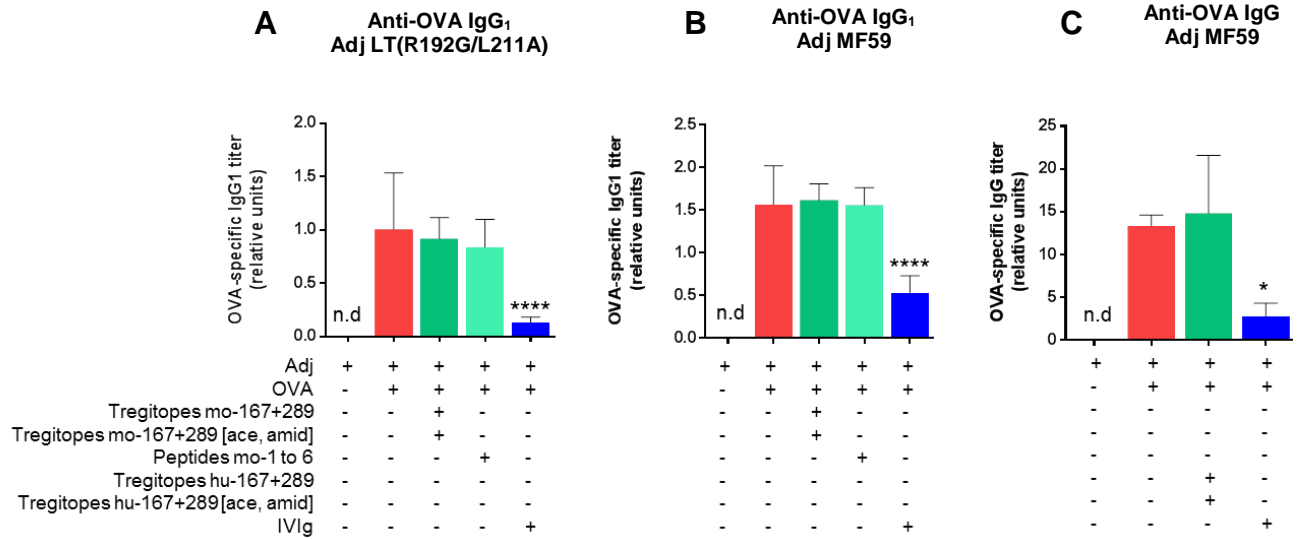 A
Anti-OVA IgG₁
Adj LT(R192G/L211A)
OVA-specific IgG1 titer
(relative units)
2.0
1.5
1.0
0.5
0.0
n.d
****
B
Anti-OVA IgG₁
Adj MF59
OVA-specific IgG1 titer
(relative units)
2.5
2.0
1.5
1.0
0.5
0.0
n.d
****
C
Anti-OVA IgG
Adj MF59
OVA-specific IgG titer
(relative units)
25
20
15
10
5
0
n.d
*
Adj + + + + + + + + + + + + + +
OVA - + + + + - + + + + - + + +
Tregitopes mo-167+289 - - + - - - - + - - - - - -
Tregitopes mo-167+289 [ace, amid] - - + - - - - + - - - - - -
Peptides mo-1 to 6 - - - + - - - - + - - - - -
Tregitopes hu-167+289 - - - - - - - - - - - - + -
Tregitopes hu-167+289 [ace, amid] - - - - - - - - - - - - + -
IVIg - - - - + - - - - + - - - +